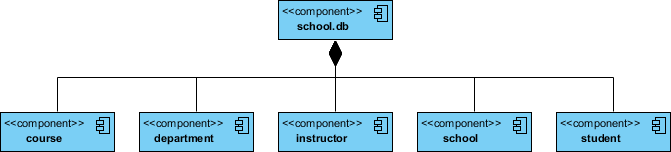 <<component>>
school.db
<<component>>
course
<<component>>
department
<<component>>
instructor
<<component>>
school
<<component>>
student